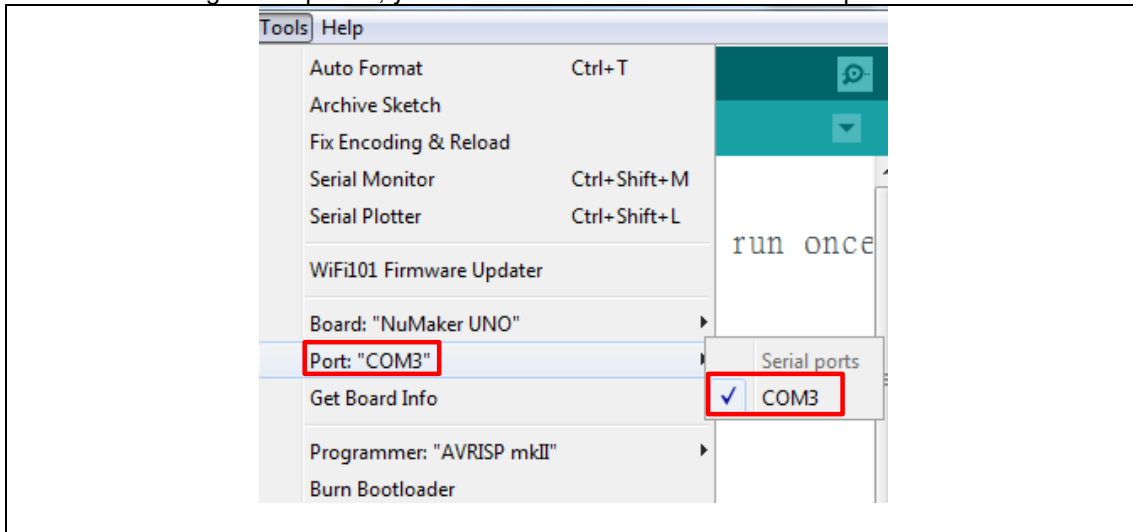 Tools Help
Auto Format Ctrl+T
Archive Sketch
Fix Encoding & Reload
Serial Monitor Ctrl+Shift+M
Serial Plotter Ctrl+Shift+L
run once
WiFi101 Firmware Updater
Board: "NuMaker UNO"
Port: "COM3"
Serial ports
Get Board Info
COM3
Programmer: "AVRISP mkII"
Burn Bootloader